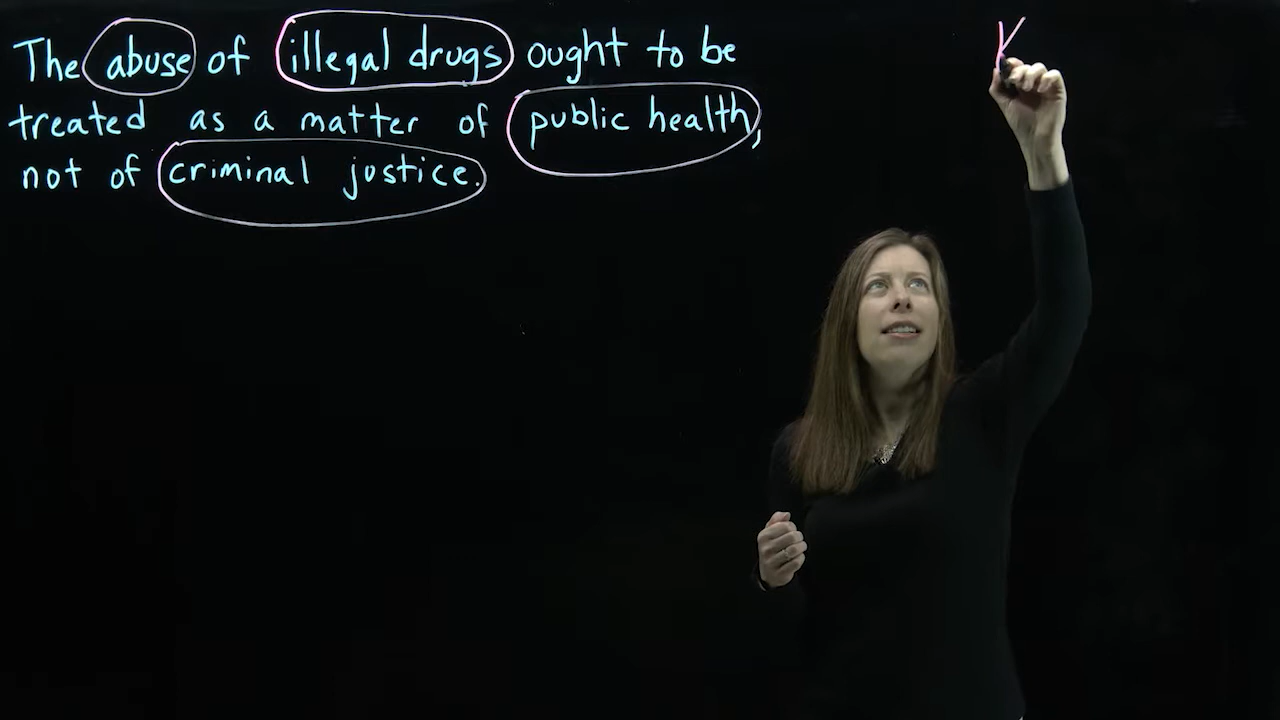 The abuse of illegal drugs ought to be
treated as a matter of public health,
not of criminal justice.
K